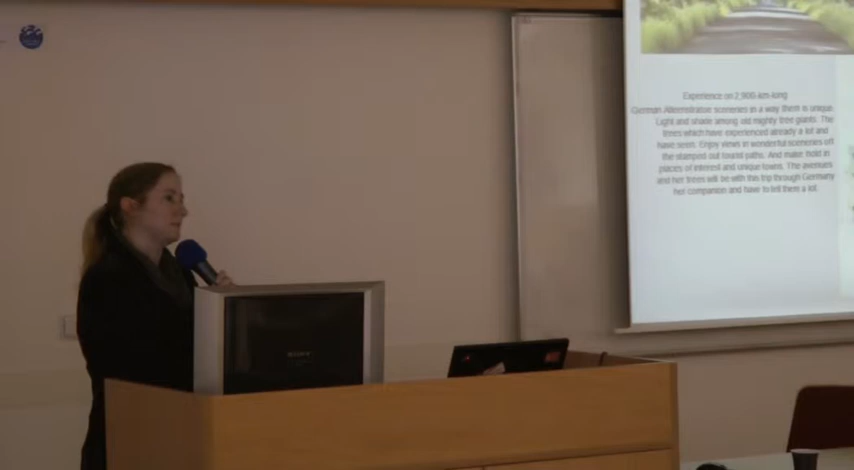 Experience on 2,900-km-long
German Allenstraße sceneries in a way there is unique.
Light and shade among old mighty tree giants. The
trees which have experienced already a lot and
have seen. Enjoy views in wonderful sceneries off
the stamped out tourist paths. And make hold in
places of interest and unique towns. The avenues
and her trees will be with this trip through Germany
her companion and have to tell them a lot.
SONY